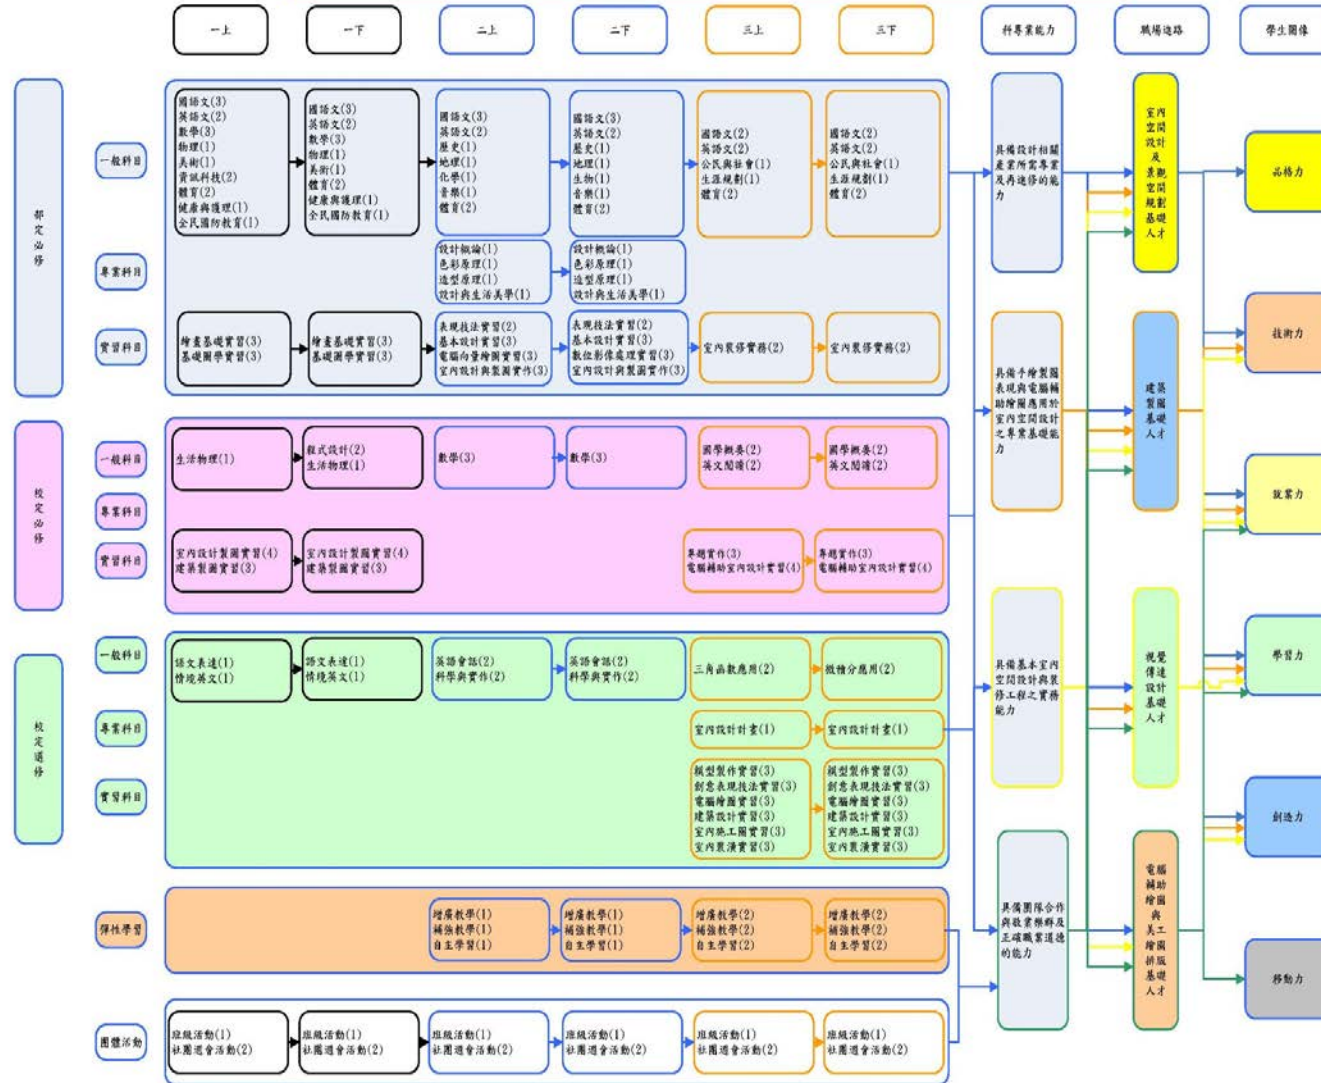 一上
一下
二上
二下
三上
三下
科專業能力
職場進路
學生圖像
部定必修
一般科目
國語文(3)
英語文(2)
數學(3)
物理(1)
美術(1)
資訊科技(2)
體育(2)
健康與護理(1)
全民國防教育(1)
國語文(3)
英語文(2)
數學(3)
物理(1)
美術(1)
體育(2)
健康與護理(1)
全民國防教育(1)
國語文(3)
英語文(2)
歷史(1)
地理(1)
化學(1)
音樂(1)
體育(2)
國語文(3)
英語文(2)
歷史(1)
地理(1)
生物(1)
音樂(1)
體育(2)
國語文(2)
英語文(2)
公民與社會(1)
生涯規劃(1)
體育(2)
國語文(2)
英語文(2)
公民與社會(1)
生涯規劃(1)
體育(2)
專業科目
設計概論(1)
色彩原理(1)
造型原理(1)
設計與生活美學(1)
設計概論(1)
色彩原理(1)
造型原理(1)
設計與生活美學(1)
實習科目
繪畫基礎實習(3)
基礎圖學實習(3)
繪畫基礎實習(3)
基礎圖學實習(3)
表現技法實習(2)
基本設計實習(3)
電腦向量繪圖實習(3)
室內設計與製圖實作(3)
表現技法實習(2)
基本設計實習(3)
數位影像處理實習(3)
室內設計與製圖實作(3)
室內裝修實務(2)
室內裝修實務(2)
校定必修
一般科目
生活物理(1)
程式設計(2)
生活物理(1)
數學(3)
數學(3)
國學概要(2)
英文閱讀(2)
國學概要(2)
英文閱讀(2)
專業科目
實習科目
室內設計製圖實習(4)
建築製圖實習(3)
室內設計製圖實習(4)
建築製圖實習(3)
專題實作(3)
電腦輔助室內設計實習(4)
專題實作(3)
電腦輔助室內設計實習(4)
校定選修
一般科目
語文表達(1)
情境英文(1)
語文表達(1)
情境英文(1)
英語會話(2)
科學與實作(2)
英語會話(2)
科學與實作(2)
三角函數應用(2)
微積分應用(2)
專業科目
室內設計計畫(1)
室內設計計畫(1)
實習科目
模型製作實習(3)
創意表現技法實習(3)
電腦繪圖實習(3)
建築設計實習(3)
室內施工圖實習(3)
室內裝潢實習(3)
模型製作實習(3)
創意表現技法實習(3)
電腦繪圖實習(3)
建築設計實習(3)
室內施工圖實習(3)
室內裝潢實習(3)
彈性學習
增廣教學(1)
補強教學(1)
自主學習(1)
增廣教學(1)
補強教學(1)
自主學習(1)
增廣教學(2)
補強教學(2)
自主學習(2)
增廣教學(2)
補強教學(2)
自主學習(2)
團體活動
班級活動(1)
社團週會活動(2)
班級活動(1)
社團週會活動(2)
班級活動(1)
社團週會活動(2)
班級活動(1)
社團週會活動(2)
班級活動(1)
社團週會活動(2)
班級活動(1)
社團週會活動(2)
具備設計相關
產業所需專業
及再進修的能
力
具備手繪製圖
表現與電腦輔
助繪圖應用於
室內空間設計
之專業基礎能
力
具備基本室內
空間設計與裝
修工程之實務
能力
具備團隊合作
與敬業樂群及
正確職業道德
的能力
室內
空間
設計
及
景觀
空間
規劃
基礎
人才
建築
製圖
基礎
人才
視覺
傳達
設計
基礎
人才
電腦
輔助
繪圖
與
美工
繪圖
排版
基礎
人才
品格力
技術力
就業力
學習力
創造力
移動力